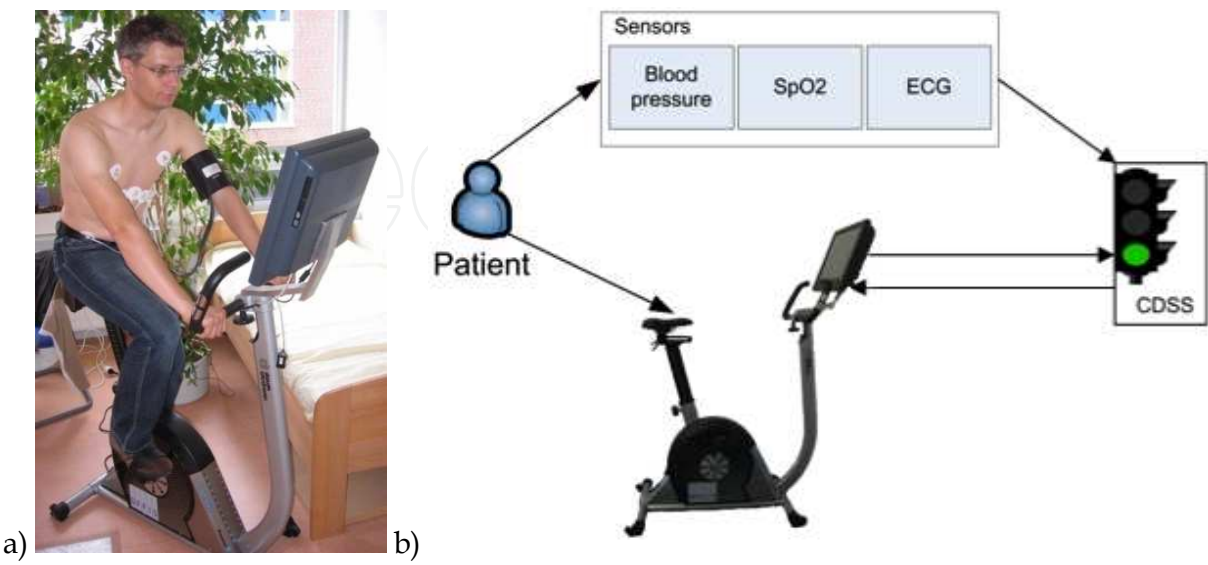 a)
b)
Sensors
Blood
pressure
SpO2
ECG
Patient
CDSS